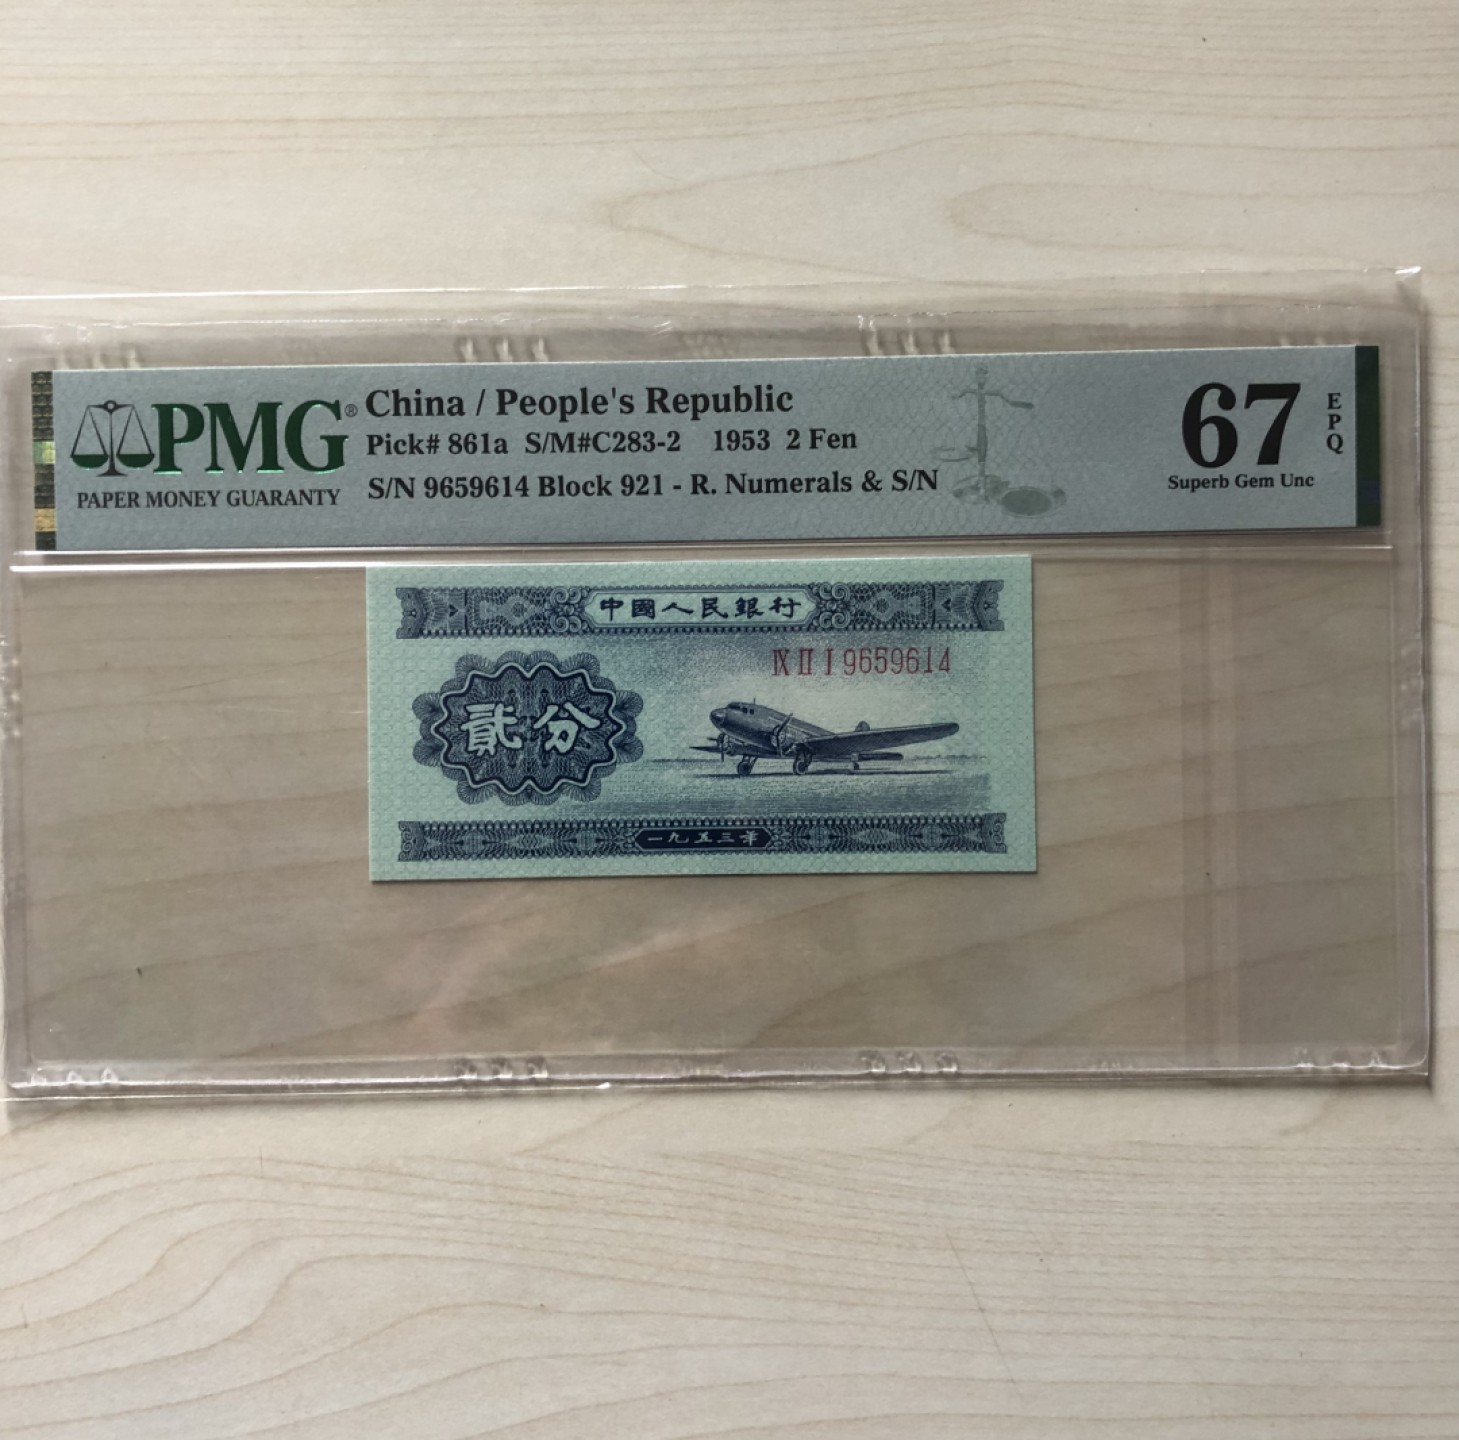 PMG®
PAPER MONEY GUARANTY
China / People's Republic
Pick# 861a S/M#C283-2 1953 2 Fen
S/N 9659614 Block 921 - R. Numerals & S/N
67
EPQ
Superb Gem Unc
中國人民銀行
IX II I 9659614
貳分
一九五三年